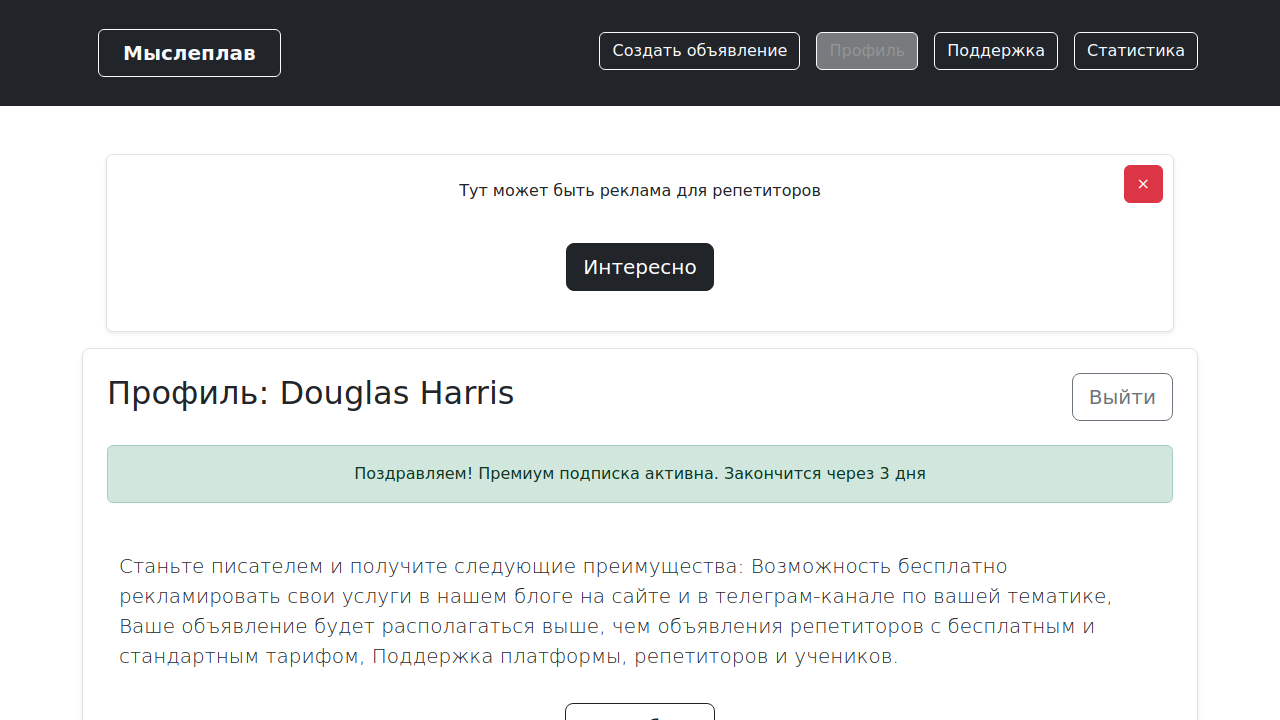 Мыслеплав
Создать объявление
Профиль
Поддержка
Статистика
Тут может быть реклама для репетиторов
×
Интересно
Профиль: Douglas Harris
Выйти
Поздравляем! Премиум подписка активна. Закончится через 3 дня
Станьте писателем и получите следующие преимущества: Возможность бесплатно
рекламировать свои услуги в нашем блоге на сайте и в телеграм-канале по вашей тематике,
Ваше объявление будет располагаться выше, чем объявления репетиторов с бесплатным и
стандартным тарифом, Поддержка платформы, репетиторов и учеников.